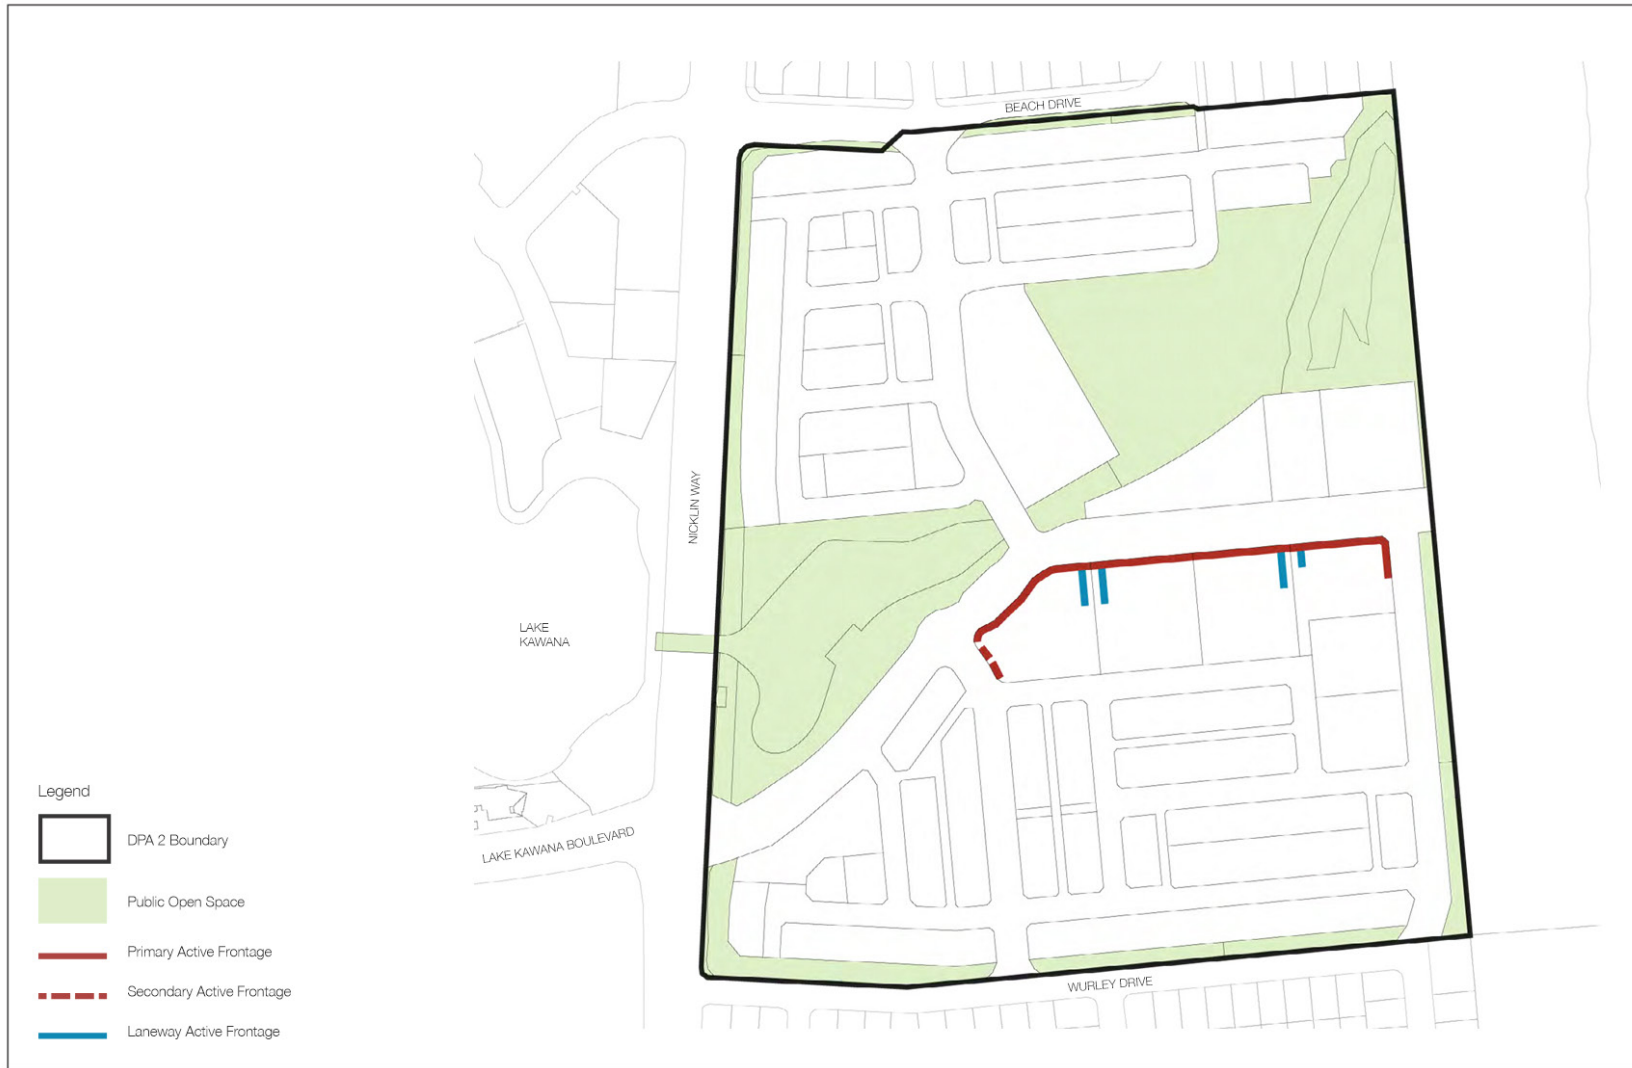 BEACH DRIVE
NICKLIN WAY
LAKE
KAWANA
LAKE KAWANA BOULEVARD
WURLEY DRIVE
Legend
DPA 2 Boundary
Public Open Space
Primary Active Frontage
Secondary Active Frontage
Laneway Active Frontage